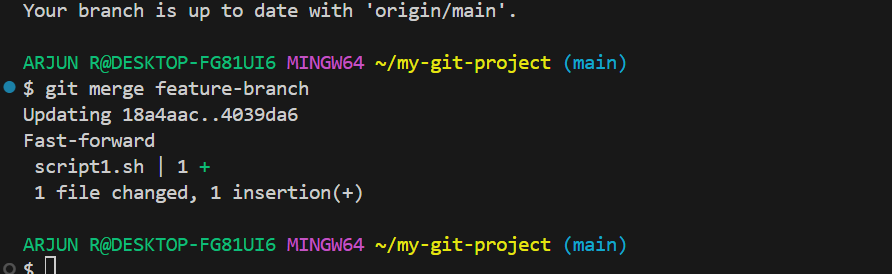 Your branch is up to date with 'origin/main'.
ARJUN R@DESKTOP-FG81UI6 MINGW64 ~/my-git-project (main)
$ git merge feature-branch
Updating 18a4aac..4039da6
Fast-forward
 script1.sh | 1 +
 1 file changed, 1 insertion(+)
ARJUN R@DESKTOP-FG81UI6 MINGW64 ~/my-git-project (main)
$